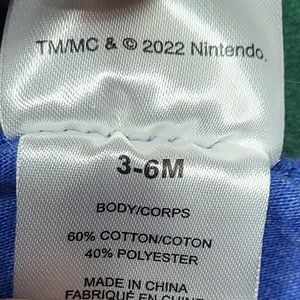 TM/MC & © 2022 Nintendo.
3-6M
BODY/CORPS
60% COTTON/COTON
40% POLYESTER
MADE IN CHINA
FABRIQUÉ EN CHINE